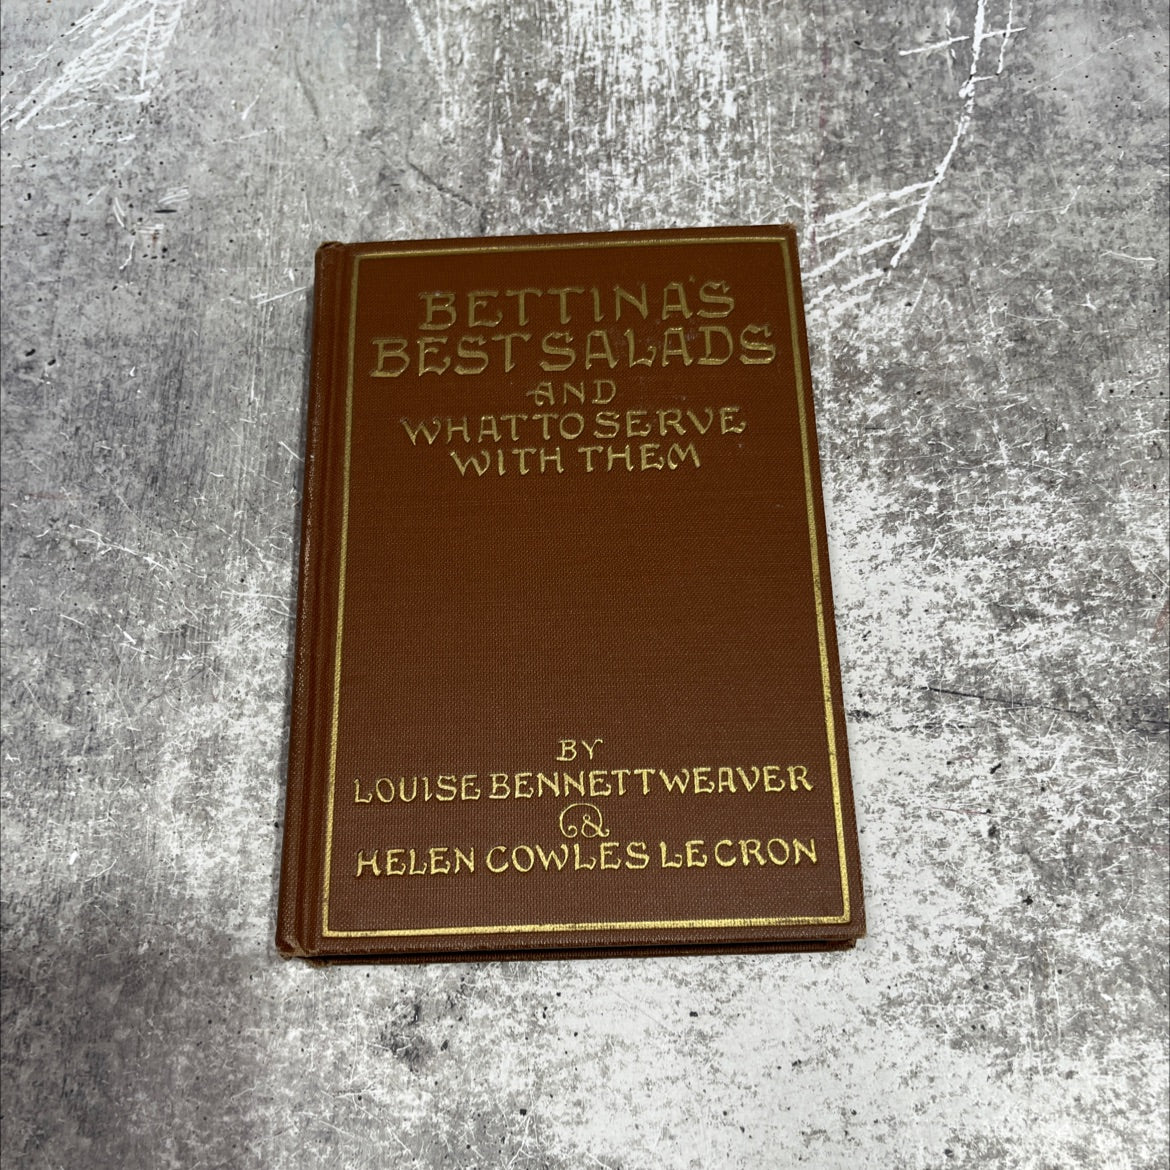 BETTINA'S
BEST SALADS
AND
WHAT TO SERVE
WITH THEM
BY
LOUISE BENNETT WEAVER
&
HELEN COWLES LE CRON